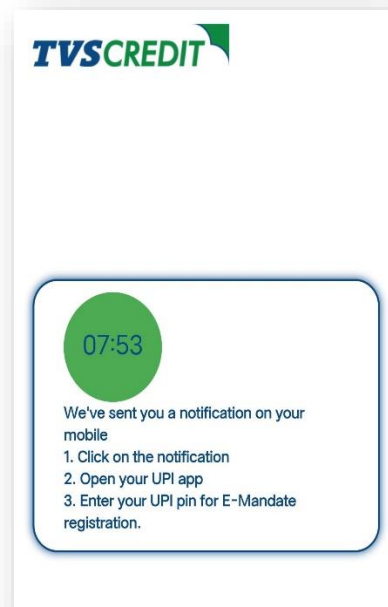 TVSCREDIT
07:53
We've sent you a notification on your
mobile
1. Click on the notification
2. Open your UPI app
3. Enter your UPI pin for E-Mandate
registration.